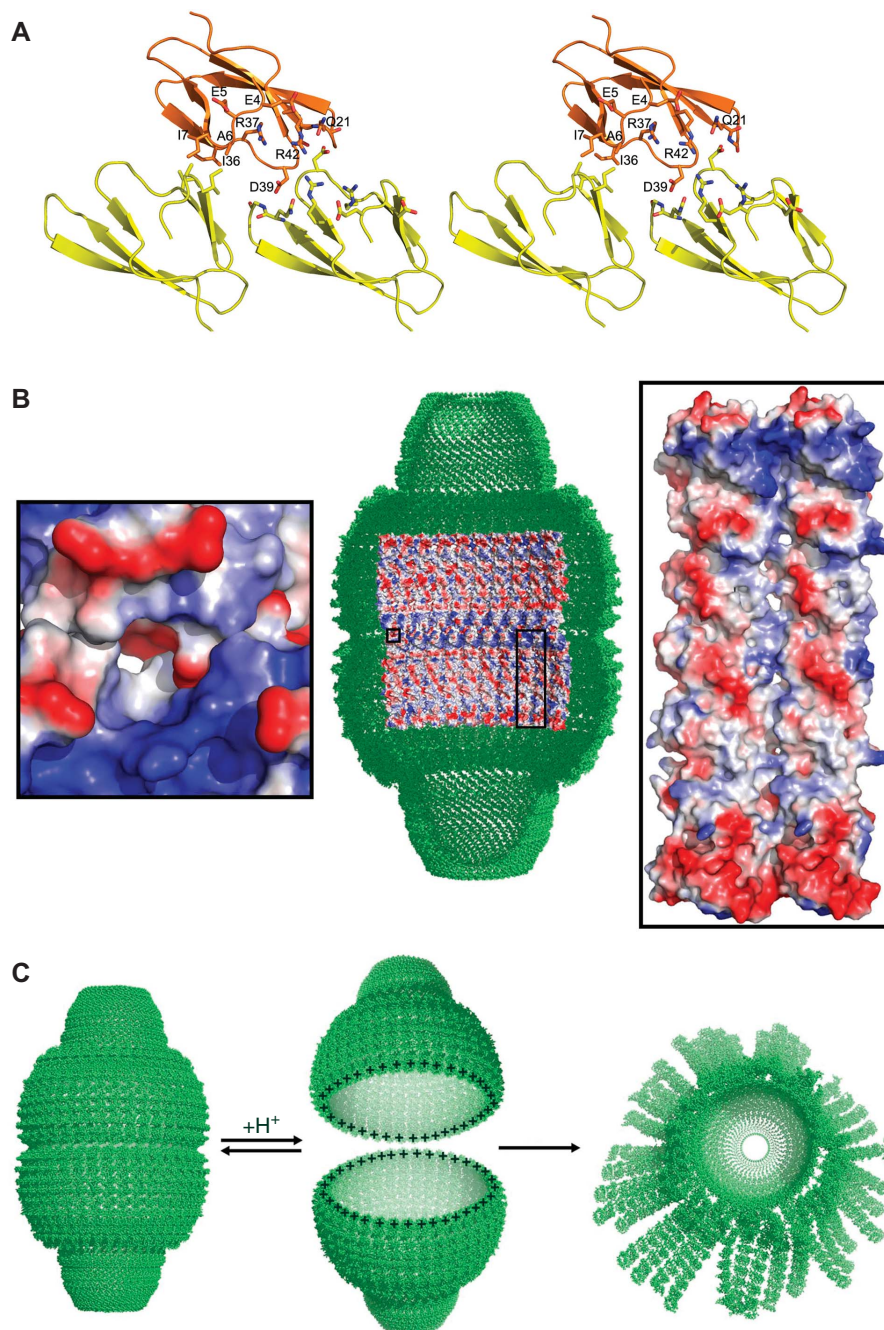 A
E5 E4 Q21 E5 E4 Q21
R37 R37
I7 A6 I7 A6
R42 R42
I36 I36
D39 D39
B
C
+H+
+ + + + + + + + + + + + + + + + + + + + + + + + + + + + + +
+ + + + + + + + + + + + + + + + + + + + + + + + + + + + + +